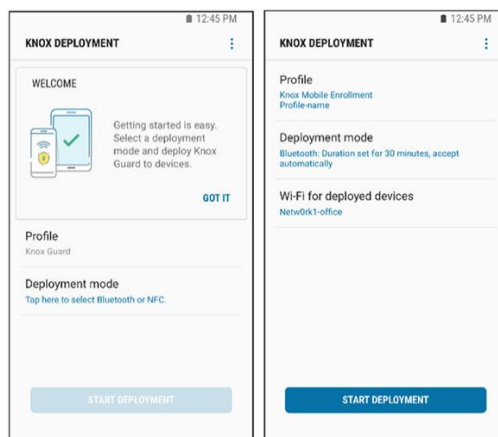 12:45 PM
KNOX DEPLOYMENT
WELCOME
Getting started is easy.
Select a deployment
mode and deploy Knox
Guard to devices.
GOT IT
Profile
Knox Guard
Deployment mode
Tap here to select Bluetooth or NFC.
START DEPLOYMENT
12:45 PM
KNOX DEPLOYMENT
Profile
Knox Mobile Enrollment
Profile-name
Deployment mode
Bluetooth: Duration set for 30 minutes, accept
automatically
Wi-Fi for deployed devices
Netw0rk1-office
START DEPLOYMENT